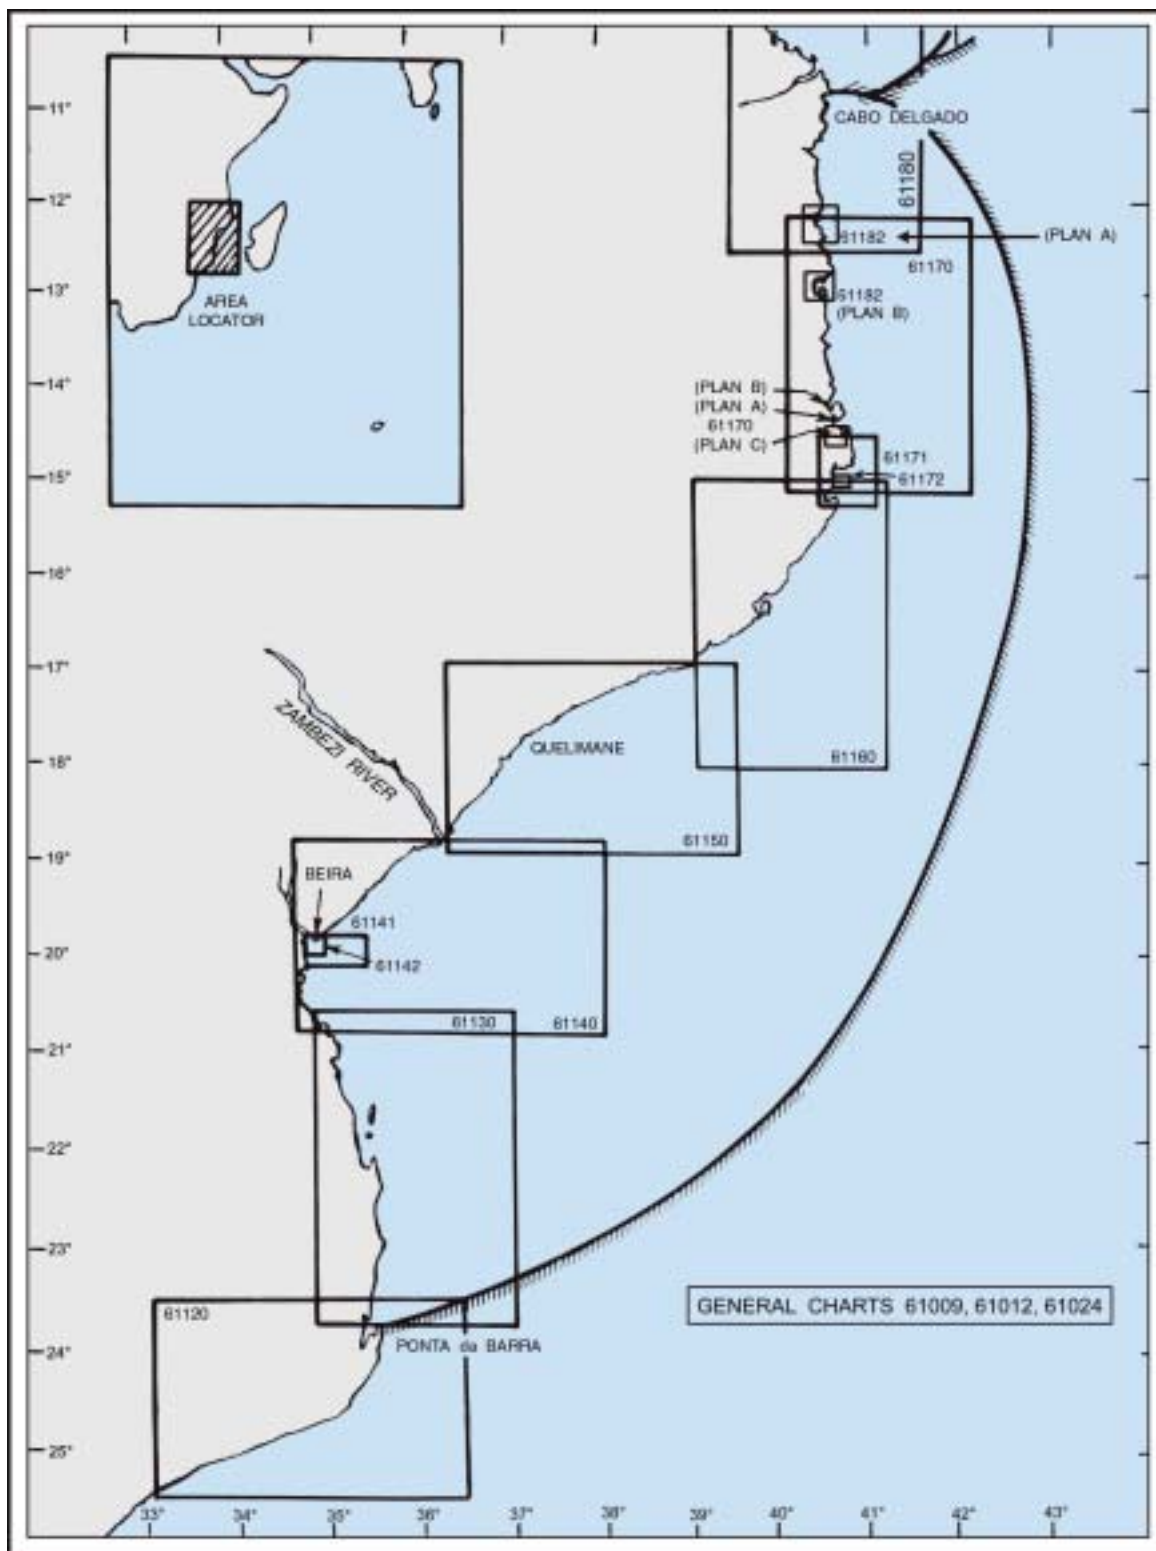 11°
CABO DELGADO
61180
12°
61182
(PLAN A)
61170
13°
AREA
LOCATOR
61182
(PLAN B)
14°
(PLAN B)
(PLAN A)
61170
(PLAN C)
15°
61171
61172
16°
17°
ZAMBEZI RIVER
QUELIMANE
18°
61160
61150
19°
BEIRA
61141
20°
61142
61130
61140
21°
22°
23°
61120
GENERAL CHARTS 61009, 61012, 61024
24°
PONTA da BARRA
25°
33° 34° 35° 36° 37° 38° 39° 40° 41° 42° 43°